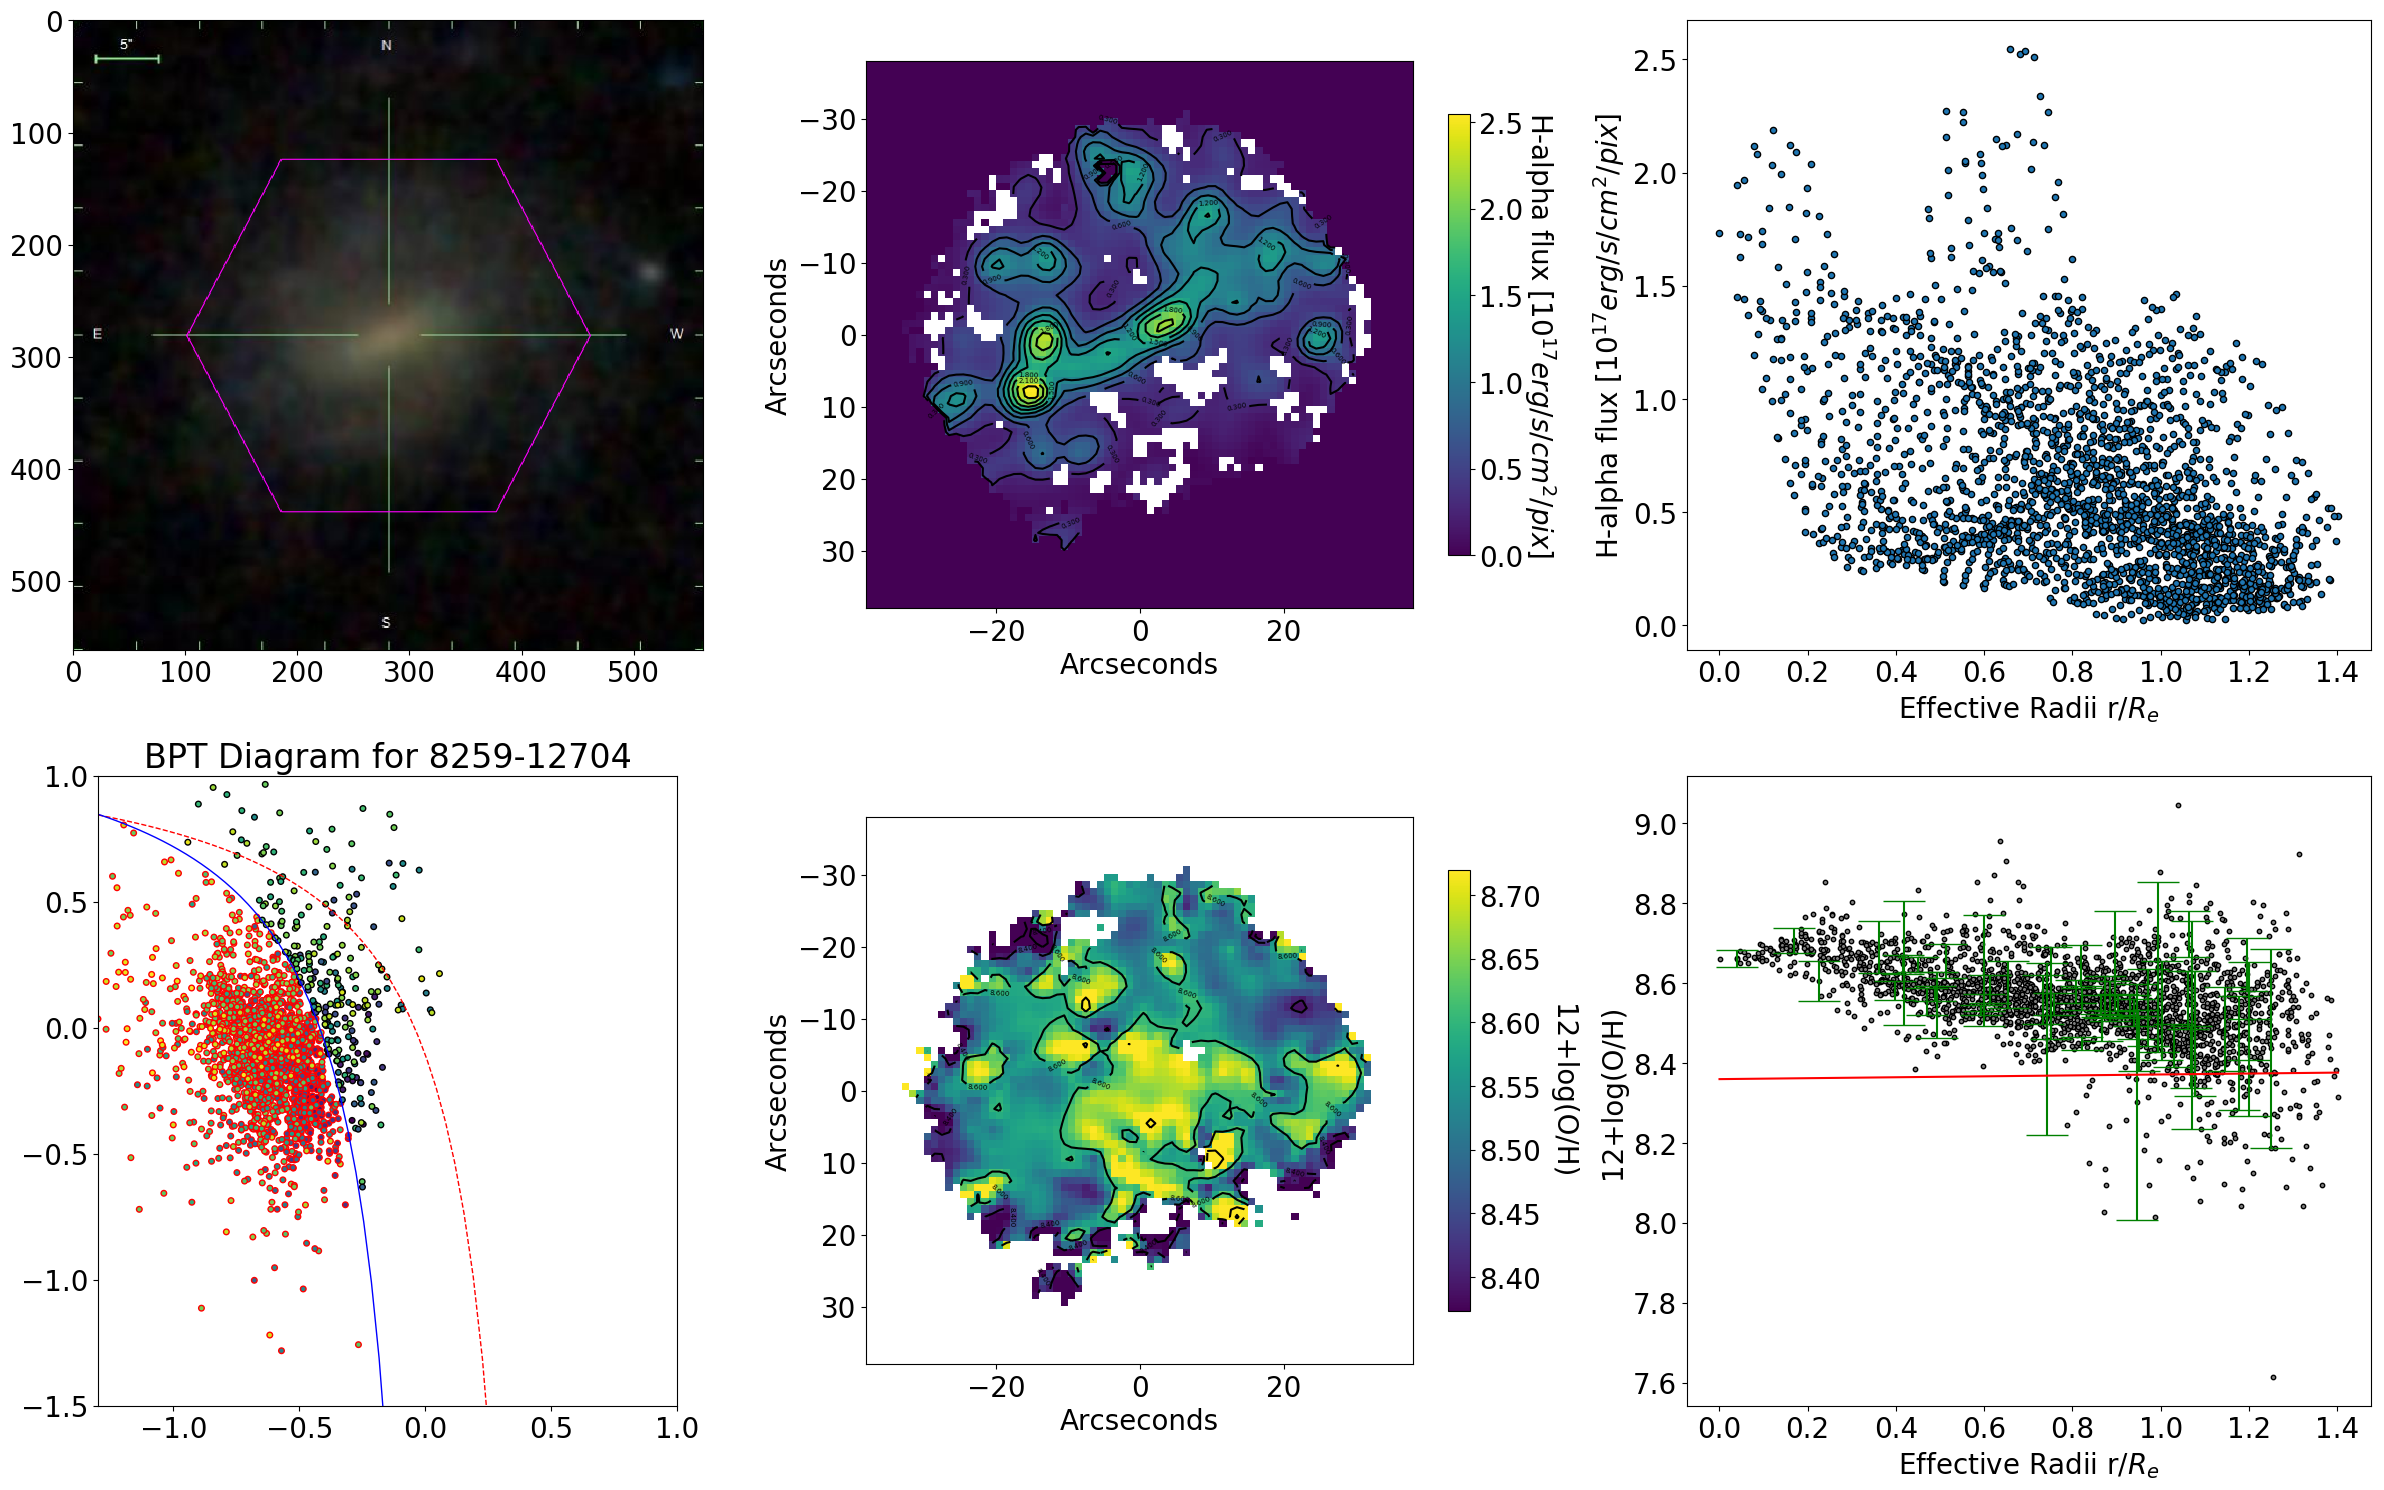 0
100
200
300
400
500
0 100 200 300 400 500
5"
N
E
W
S
−30
−20
−10
0
10
20
30
−20 0 20
Arcseconds
Arcseconds
2.5
2.0
1.5
1.0
0.5
0.0
H-alpha flux [10^17 erg/s/cm^2/pix]
H-alpha flux [10^17 erg/s/cm^2/pix]
2.5
2.0
1.5
1.0
0.5
0.0
0.0 0.2 0.4 0.6 0.8 1.0 1.2 1.4
Effective Radii r/R_e
BPT Diagram for 8259-12704
1.0
0.5
0.0
−0.5
−1.0
−1.5
−1.0 −0.5 0.0 0.5 1.0
−30
−20
−10
0
10
20
30
−20 0 20
Arcseconds
Arcseconds
8.70
8.65
8.60
8.55
8.50
8.45
8.40
12+log(O/H)
12+log(O/H)
9.0
8.8
8.6
8.4
8.2
8.0
7.8
7.6
0.0 0.2 0.4 0.6 0.8 1.0 1.2 1.4
Effective Radii r/R_e